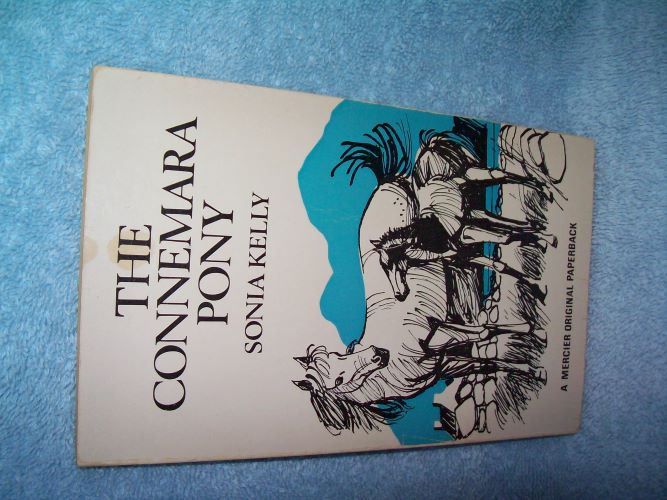 THE
CONNEMARA
PONY
SONIA KELLY
A MERCIER ORIGINAL PAPERBACK